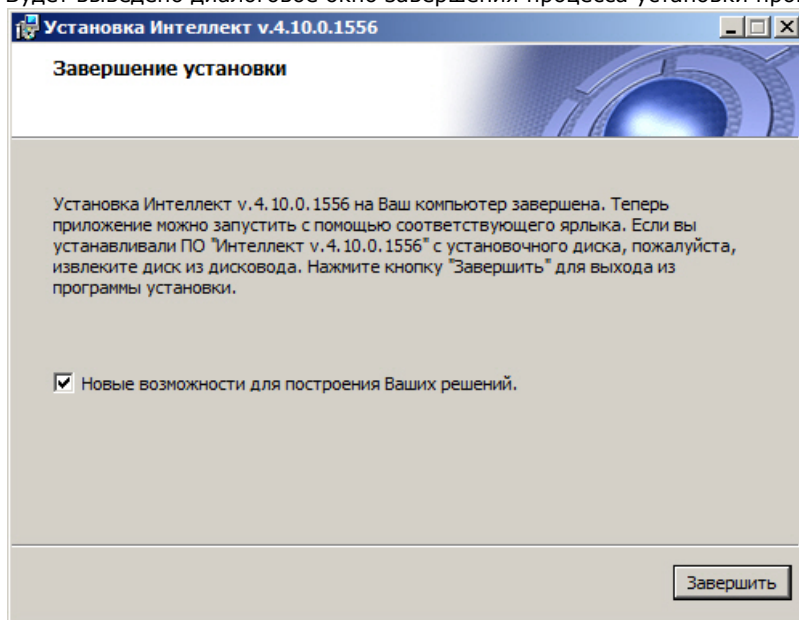 Будет выведено диалоговое окно завершения процесса установки про
Установка Интеллект v.4.10.0.1556
Завершение установки
Установка Интеллект v.4.10.0.1556 на Ваш компьютер завершена. Теперь
приложение можно запустить с помощью соответствующего ярлыка. Если вы
устанавливали ПО "Интеллект v.4.10.0.1556" с установочного диска, пожалуйста,
извлеките диск из дисковода. Нажмите кнопку "Завершить" для выхода из
программы установки.
Новые возможности для построения Ваших решений.
Завершить